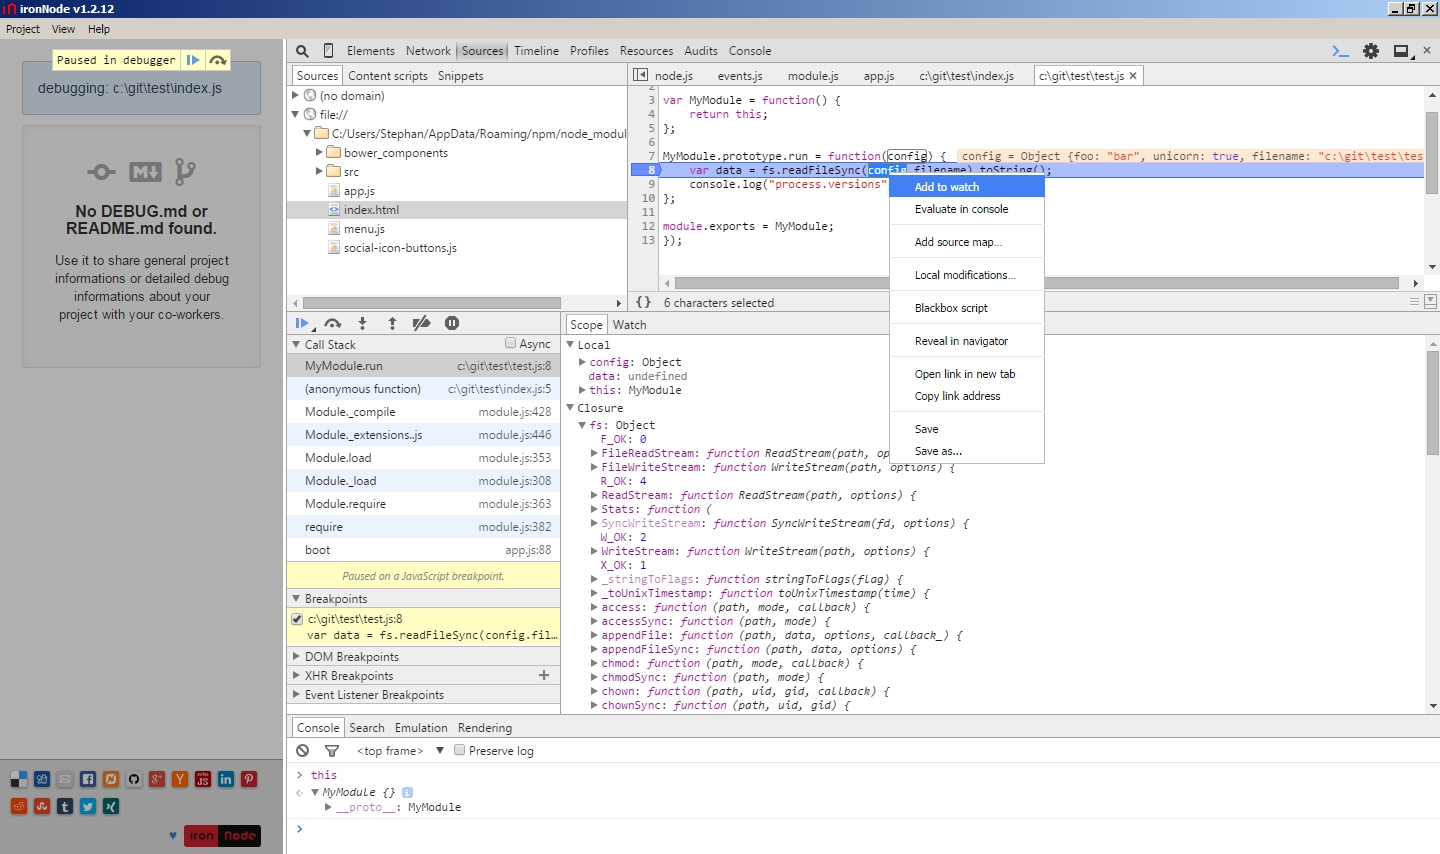 ironNode v1.2.12
Project View Help
Paused in debugger
debugging: c:\git\test\index.js
No DEBUG.md or
README.md found.
Use it to share general project
informations or detailed debug
informations about your
project with your co-workers.
iron Node
Elements Network Sources Timeline Profiles Resources Audits Console
Sources Content scripts Snippets
(no domain)
file://
C:/Users/Stephan/AppData/Roaming/npm/node_modul
bower_components
src
app.js
index.html
menu.js
social-icon-buttons.js
node.js events.js module.js app.js c:\git\test\index.js c:\git\test\test.js ×
2
3 var MyModule = function() {
4 return this;
5 };
6
7 MyModule.prototype.run = function(config) { config = Object {foo: "bar", unicorn: true, filename: "c:\git\test\tes
8 var data = fs.readFileSync(config.filename).toString();
9 console.log("process.versions"
10 };
11
12 module.exports = MyModule;
13 });
{} 6 characters selected
Add to watch
Evaluate in console
Add source map...
Local modifications...
Blackbox script
Reveal in navigator
Open link in new tab
Copy link address
Save
Save as...
Call Stack Async
MyModule.run c:\git\test\test.js:8
(anonymous function) c:\git\test\index.js:5
Module._compile module.js:428
Module._extensions..js module.js:446
Module.load module.js:353
Module._load module.js:308
Module.require module.js:363
require module.js:382
boot app.js:88
Paused on a JavaScript breakpoint.
Breakpoints
c:\git\test\test.js:8
var data = fs.readFileSync(config.fil…
DOM Breakpoints
XHR Breakpoints +
Event Listener Breakpoints
Scope Watch
Local
config: Object
data: undefined
this: MyModule
Closure
fs: Object
F_OK: 0
FileReadStream: function ReadStream(path, op
FileWriteStream: function WriteStream(path, options) {
R_OK: 4
ReadStream: function ReadStream(path, options) {
Stats: function (
SyncWriteStream: function SyncWriteStream(fd, options) {
W_OK: 2
WriteStream: function WriteStream(path, options) {
X_OK: 1
_stringToFlags: function stringToFlags(flag) {
_toUnixTimestamp: function toUnixTimestamp(time) {
access: function (path, mode, callback) {
accessSync: function (path, mode) {
appendFile: function (path, data, options, callback_) {
appendFileSync: function (path, data, options) {
chmod: function (path, mode, callback) {
chmodSync: function (path, mode) {
chown: function (path, uid, gid, callback) {
chownSync: function (path, uid, gid) {
Console Search Emulation Rendering
<top frame> Preserve log
this
MyModule {}
__proto__: MyModule